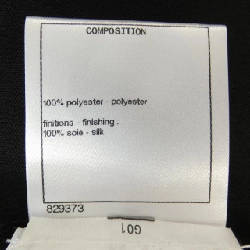 COMPOSITION
100% polyester - polyester
finitions - finishing :
100% soie - silk
829373
G01